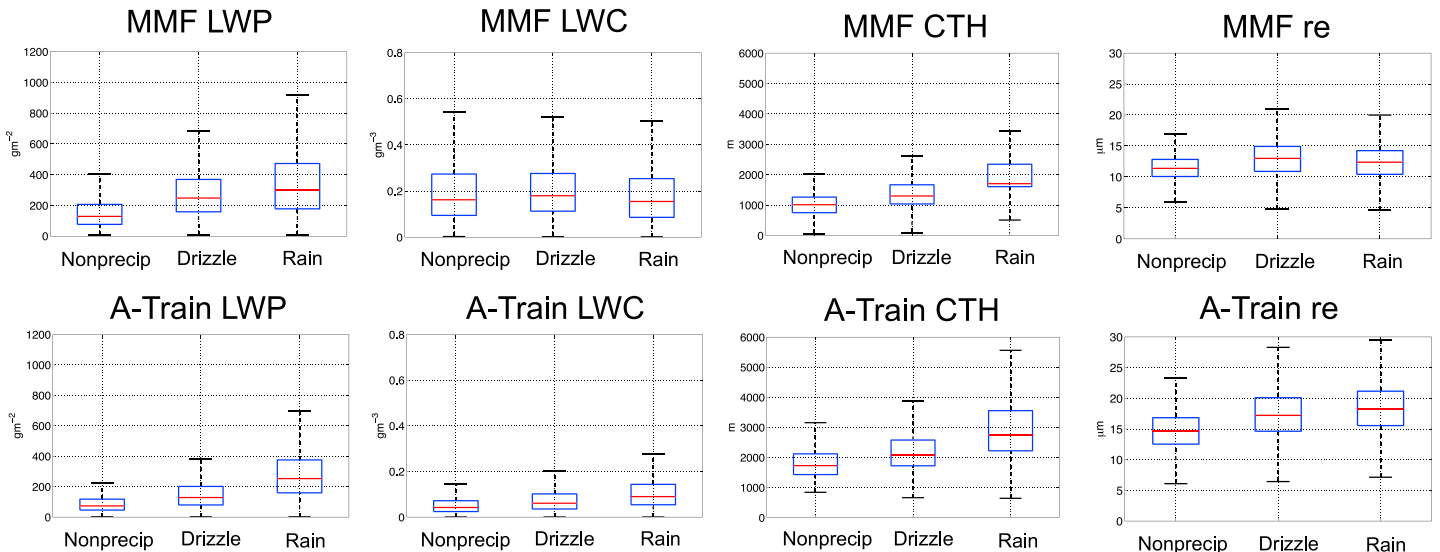 MMF LWP
1200
1000
800
600
400
200
0
gm⁻²
Nonprecip Drizzle Rain
MMF LWC
0.8
0.6
0.4
0.2
0
gm⁻³
Nonprecip Drizzle Rain
MMF CTH
6000
5000
4000
3000
2000
1000
0
m
Nonprecip Drizzle Rain
MMF re
30
25
20
15
10
5
0
μm
Nonprecip Drizzle Rain
A-Train LWP
1200
1000
800
600
400
200
0
gm⁻²
Nonprecip Drizzle Rain
A-Train LWC
0.8
0.6
0.4
0.2
0
gm⁻³
Nonprecip Drizzle Rain
A-Train CTH
6000
5000
4000
3000
2000
1000
0
m
Nonprecip Drizzle Rain
A-Train re
30
25
20
15
10
5
0
μm
Nonprecip Drizzle Rain